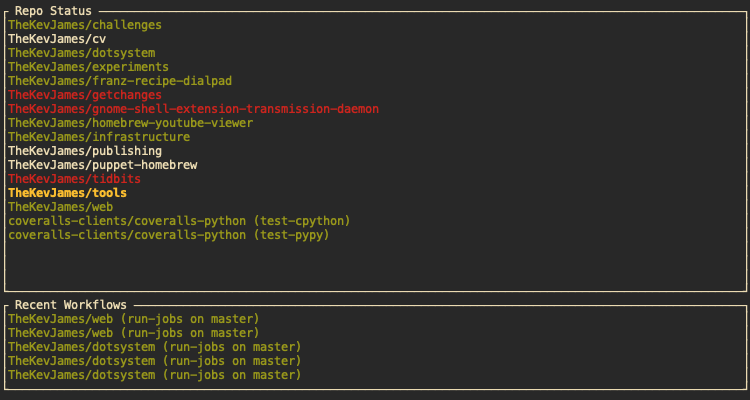 Repo Status
TheKevJames/challenges
TheKevJames/cv
TheKevJames/dotsystem
TheKevJames/experiments
TheKevJames/franz-recipe-dialpad
TheKevJames/getchanges
TheKevJames/gnome-shell-extension-transmission-daemon
TheKevJames/homebrew-youtube-viewer
TheKevJames/infrastructure
TheKevJames/publishing
TheKevJames/puppet-homebrew
TheKevJames/tidbits
TheKevJames/tools
TheKevJames/web
coveralls-clients/coveralls-python (test-cpython)
coveralls-clients/coveralls-python (test-pypy)
Recent Workflows
TheKevJames/web (run-jobs on master)
TheKevJames/web (run-jobs on master)
TheKevJames/dotsystem (run-jobs on master)
TheKevJames/dotsystem (run-jobs on master)
TheKevJames/dotsystem (run-jobs on master)